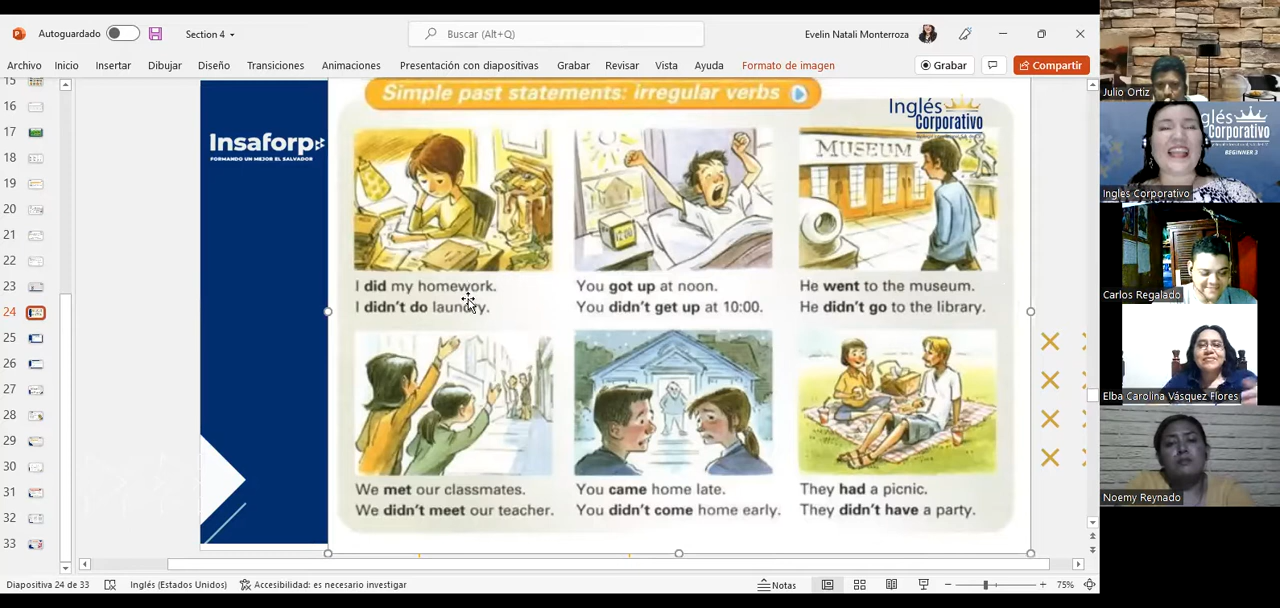 Autoguardado
Section 4
Buscar (Alt+Q)
Evelin Natali Monterroza
Archivo Inicio Insertar Dibujar Diseño Transiciones Animaciones Presentación con diapositivas Grabar Revisar Vista Ayuda Formato de imagen Grabar Compartir
15
16
17
18
19
20
21
22
23
24
25
26
27
28
29
30
31
32
33
Insaforp
FORMANDO UN MEJOR EL SALVADOR
Simple past statements: irregular verbs
Inglés
Corporativo
MUSEUM
I did my homework.
I didn't do laundry.
You got up at noon.
You didn't get up at 10:00.
He went to the museum.
He didn't go to the library.
We met our classmates.
We didn't meet our teacher.
You came home late.
You didn't come home early.
They had a picnic.
They didn't have a party.
Julio Ortiz
BEGINNER 3
Ingles Corporativo
Carlos Regalado
Elba Carolina Vásquez Flores
Noemy Reynado
Diapositiva 24 de 33 Inglés (Estados Unidos) Accesibilidad: es necesario investigar Notas 75%